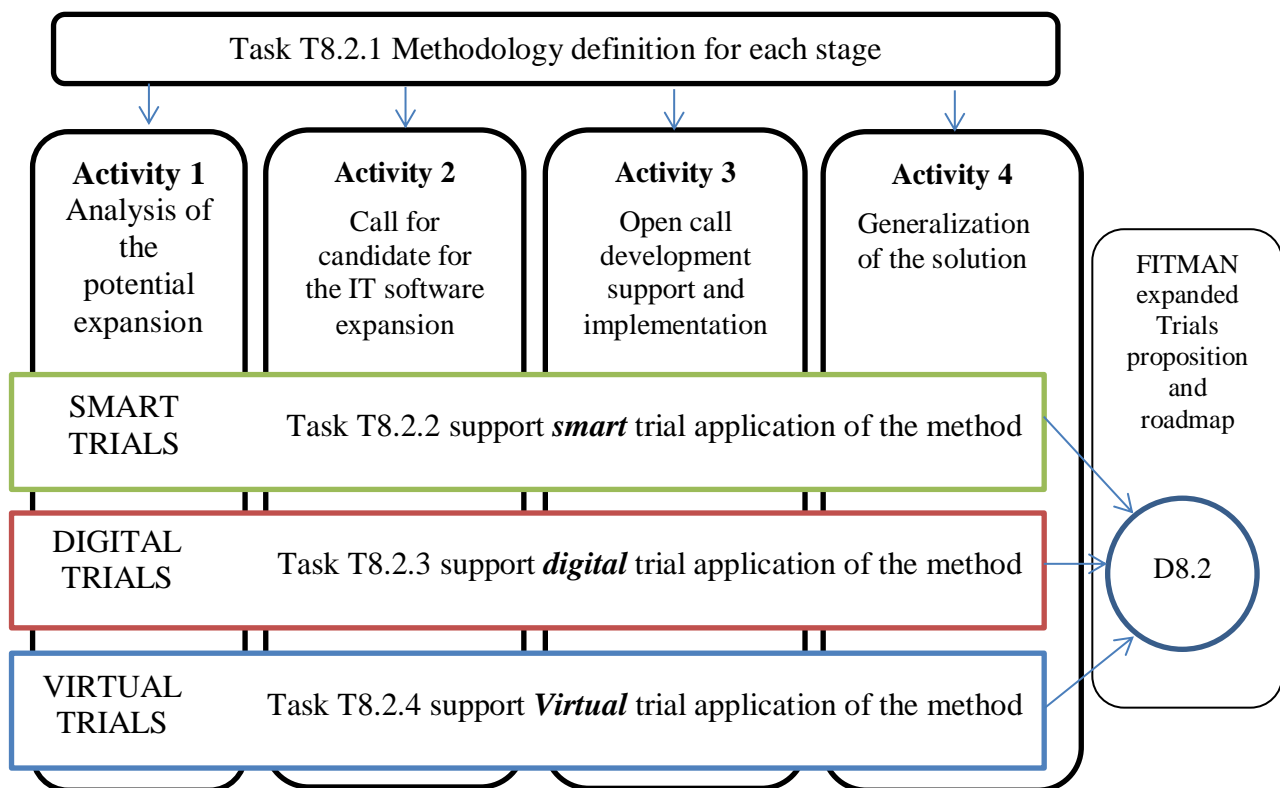 Task T8.2.1 Methodology definition for each stage
Activity 1
Analysis of
the
potential
expansion
Activity 2
Call for
candidate for
the IT software
expansion
Activity 3
Open call
development
support and
implementation
Activity 4
Generalization
of the solution
FITMAN
expanded
Trials
proposition
and
roadmap
SMART
TRIALS
Task T8.2.2 support smart trial application of the method
DIGITAL
TRIALS
Task T8.2.3 support digital trial application of the method
D8.2
VIRTUAL
TRIALS
Task T8.2.4 support Virtual trial application of the method